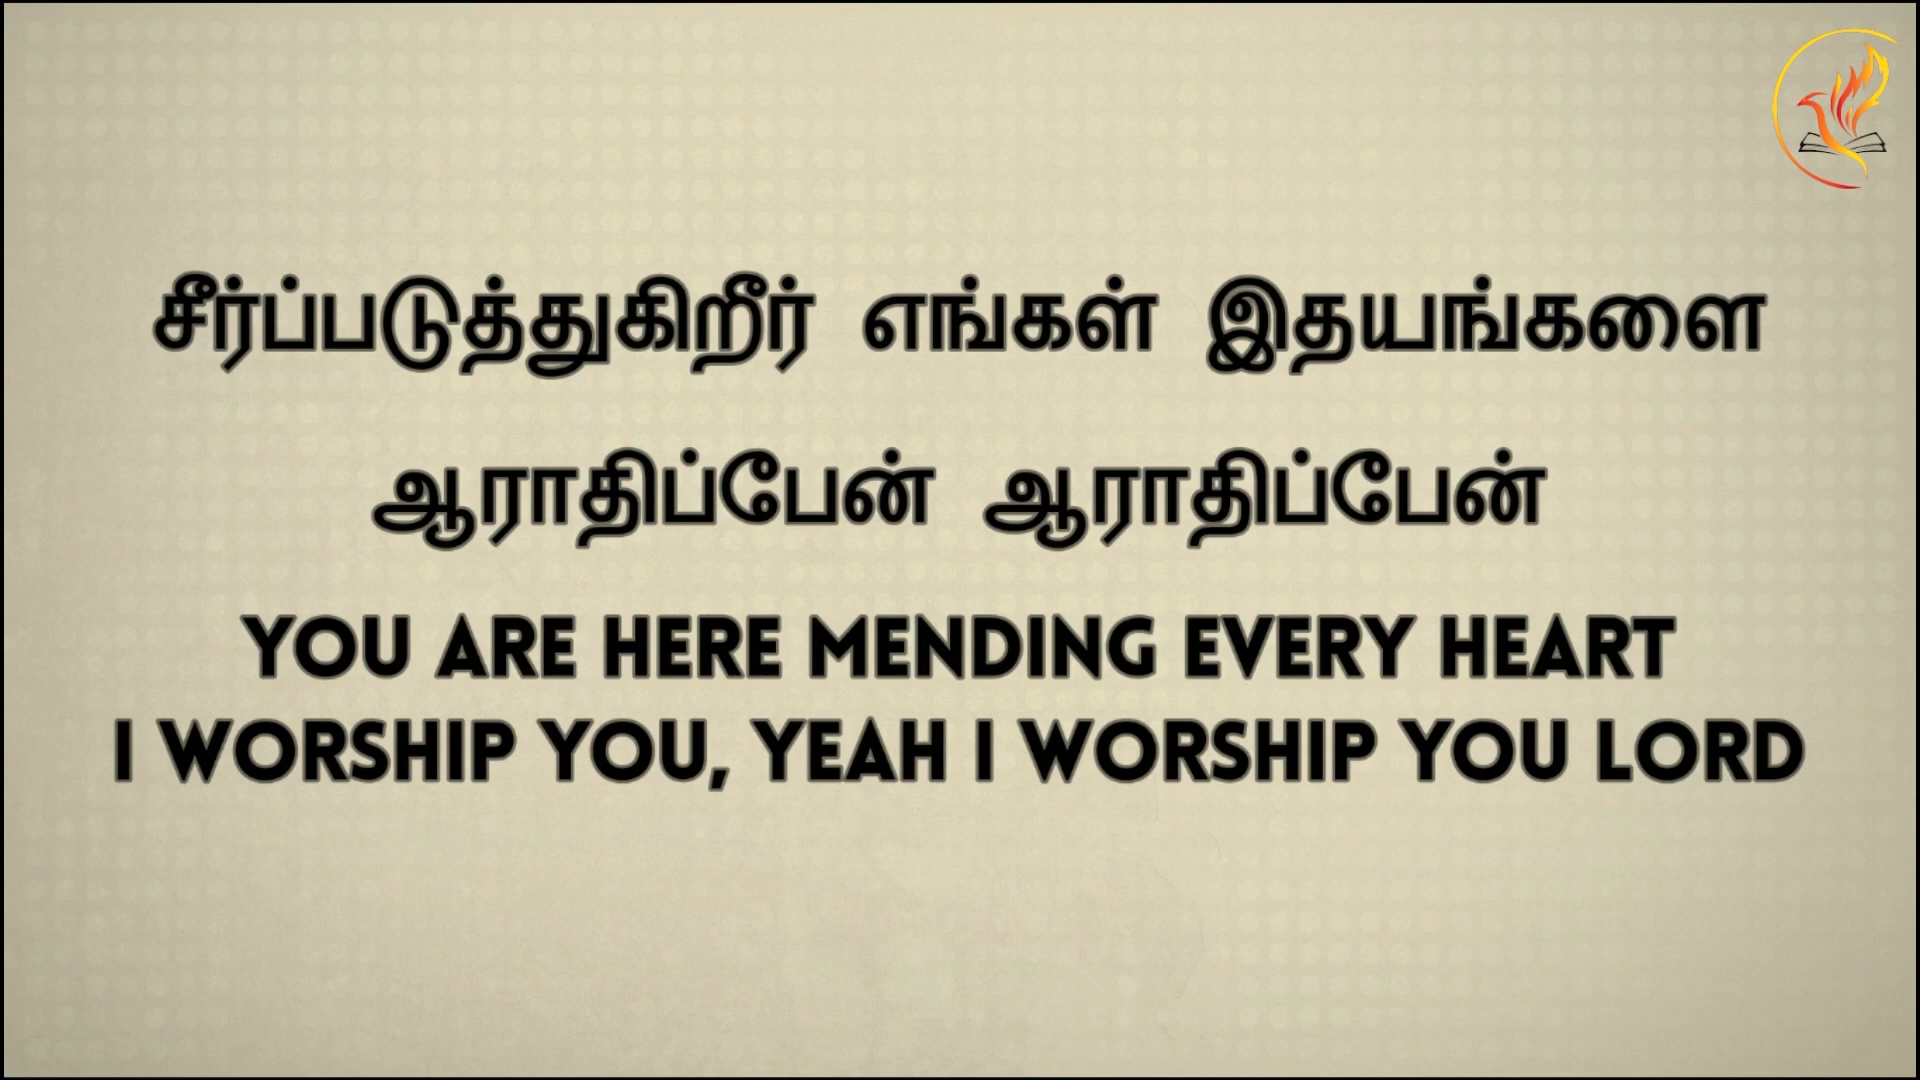 சீர்ப்படுத்துகிறீர் எங்கள் இதயங்களை
ஆராதிப்பேன் ஆராதிப்பேன்
YOU ARE HERE MENDING EVERY HEART
I WORSHIP YOU, YEAH I WORSHIP YOU LORD